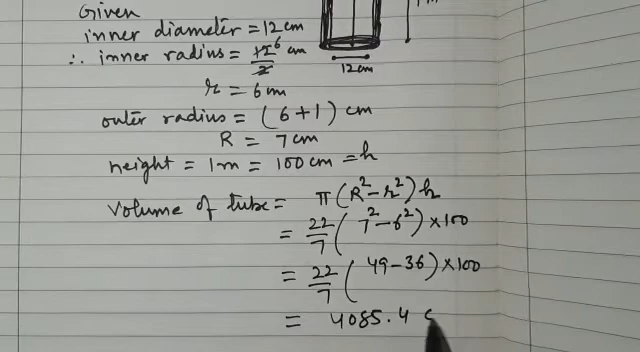 Given
inner diameter = 12 cm
∴ inner radius = 12⁶/2 cm
r = 6 m
outer radius = (6+1) cm
R = 7 cm
height = 1m = 100 cm = h
12cm
Volume of tube = π(R²-r²)h
= 22/7 (7²-6²) × 100
= 22/7 (49-36) × 100
= 4085.4